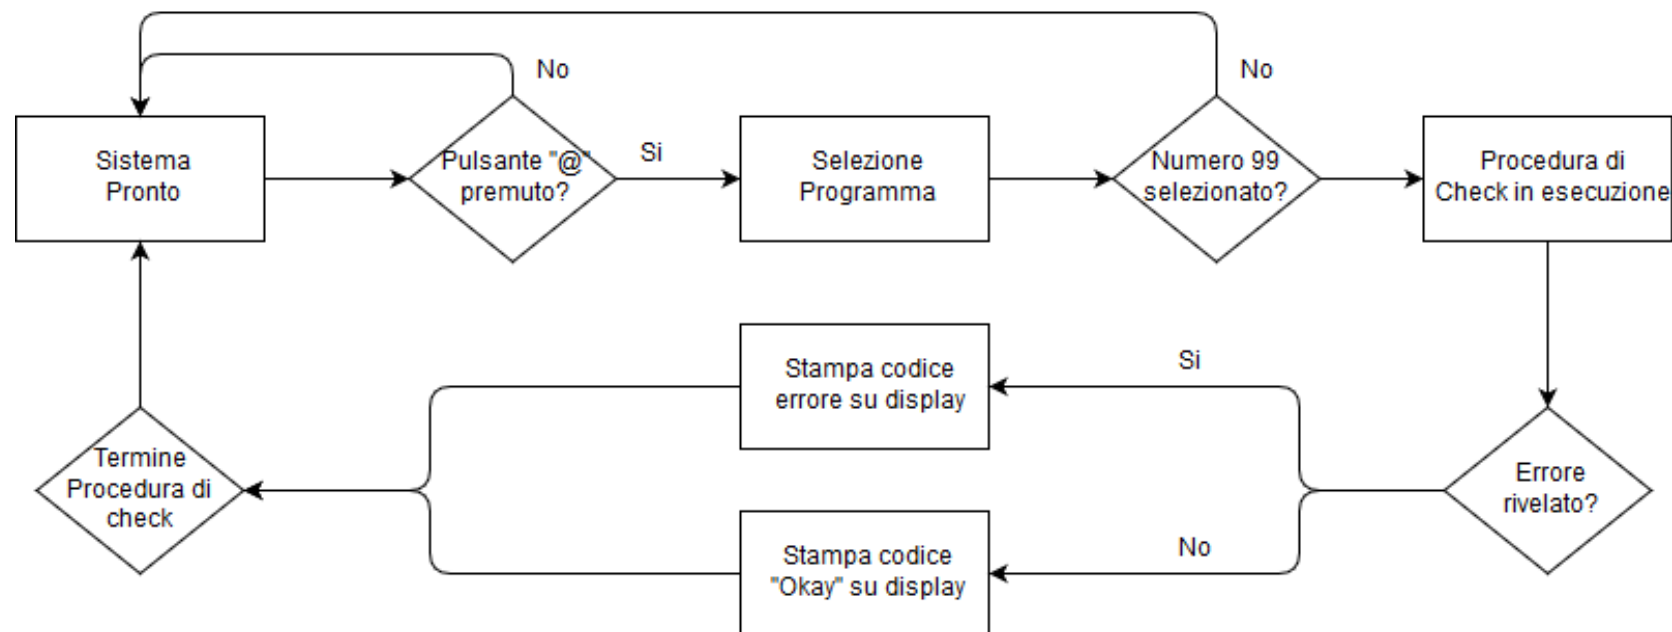 No
No
Sistema
Pronto
Pulsante "@"
premuto?
Si
Selezione
Programma
Numero 99
selezionato?
Procedura di
Check in esecuzione
Stampa codice
errore su display
Si
Termine
Procedura di
check
Errore
rivelato?
Stampa codice
"Okay" su display
No